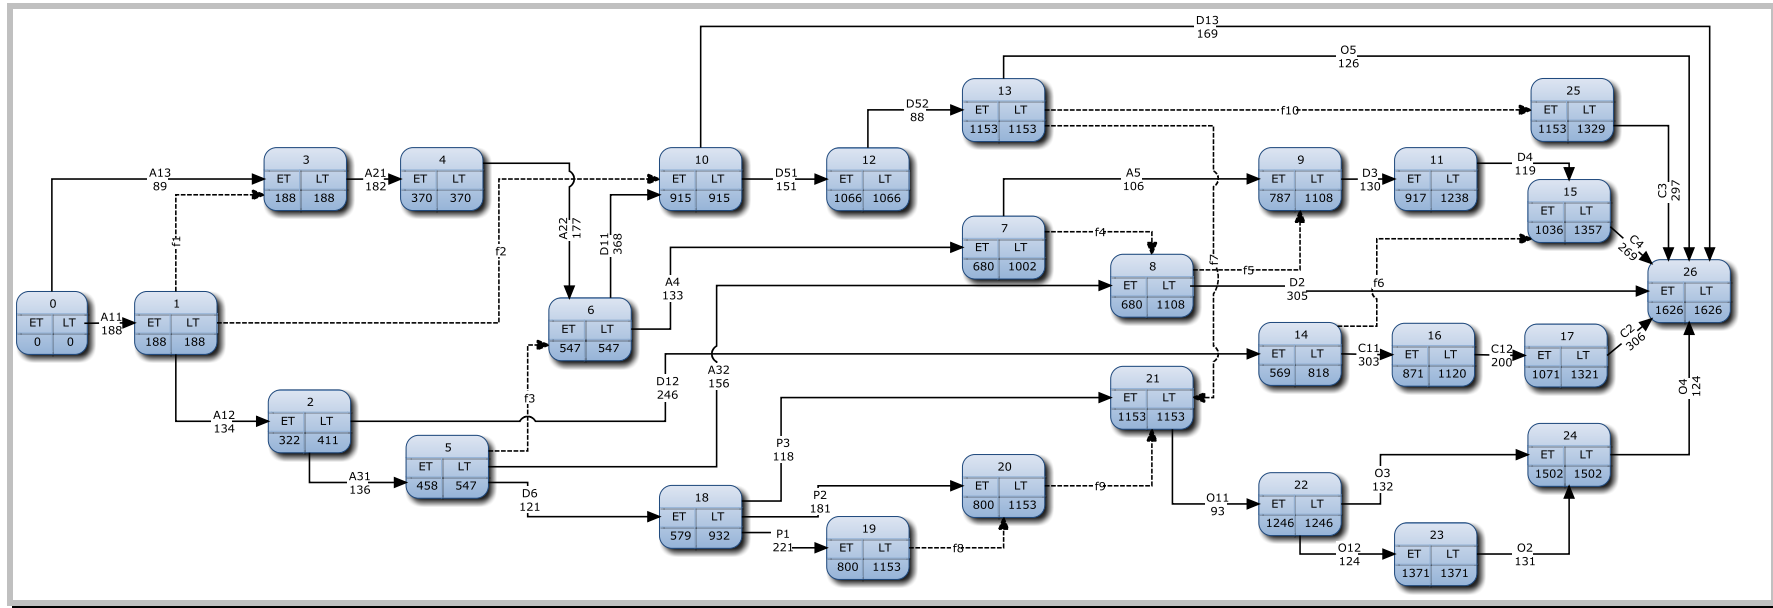 D13
169
O5
126
13
ET LT
1153 1153
f10
25
ET LT
1153 1329
D52
88
A13
89
3
ET LT
188 188
A21
182
4
ET LT
370 370
10
ET LT
915 915
D51
151
12
ET LT
1066 1066
A5
106
9
ET LT
787 1108
D3
130
11
ET LT
917 1238
D4
119
15
ET LT
1036 1357
C3
297
f1
f2
A22
177
D11
368
7
ET LT
680 1002
f4
f7
f5
8
ET LT
680 1108
D2
305
f6
C4
269
26
ET LT
1626 1626
0
ET LT
0 0
A11
188
1
ET LT
188 188
6
ET LT
547 547
A4
133
14
ET LT
569 818
C11
303
16
ET LT
871 1120
C12
200
17
ET LT
1071 1321
C2
306
A12
134
2
ET LT
322 411
D12
246
A32
156
f3
21
ET LT
1153 1153
O4
124
A31
136
5
ET LT
458 547
D6
121
P3
118
24
ET LT
1502 1502
18
ET LT
579 932
P2
181
P1
221
20
ET LT
800 1153
f9
O11
93
22
ET LT
1246 1246
O3
132
19
ET LT
800 1153
f8
O12
124
23
ET LT
1371 1371
O2
131